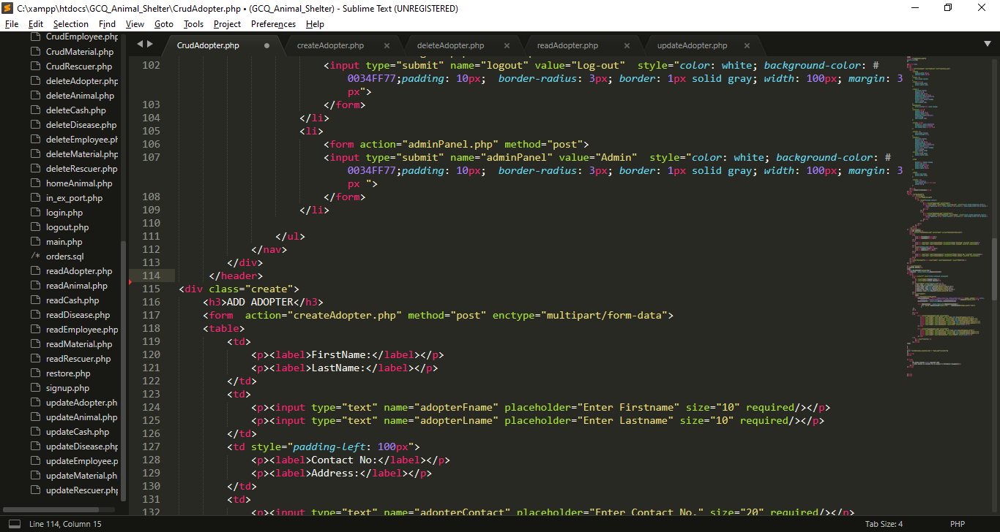 C:\xampp\htdocs\GCQ_Animal_Shelter\CrudAdopter.php • (GCQ_Animal_Shelter) - Sublime Text (UNREGISTERED)
File Edit Selection Find View Goto Tools Project Preferences Help
CrudEmployee.php
CrudMaterial.php
CrudRescuer.php
deleteAdopter.php
deleteAnimal.php
deleteCash.php
deleteDisease.php
deleteEmployee.ph
deleteMaterial.php
deleteRescuer.php
homeAnimal.php
in_ex_port.php
login.php
logout.php
main.php
/* orders.sql
readAdopter.php
readAnimal.php
readCash.php
readDisease.php
readEmployee.php
readMaterial.php
readRescuer.php
restore.php
signup.php
updateAdopter.ph
updateAnimal.php
updateCash.php
updateDisease.php
updateEmployee.p
updateMaterial.ph
updateRescuer.php
CrudAdopter.php createAdopter.php deleteAdopter.php readAdopter.php updateAdopter.php
102 <input type="submit" name="logout" value="Log-out"  style="color: white; background-color: #
0034FF77;padding: 10px;  border-radius: 3px; border: 1px solid gray; width: 100px; margin: 3
px">
103 </form>
104 </li>
105 <li>
106 <form action="adminPanel.php" method="post">
107 <input type="submit" name="adminPanel" value="Admin"  style="color: white; background-color: #
0034FF77;padding: 10px;  border-radius: 3px; border: 1px solid gray; width: 100px; margin: 3
px ">
108 </form>
109 </li>
110
111 </ul>
112 </nav>
113 </div>
114 </header>
115 <div class="create">
116 <h3>ADD ADOPTER</h3>
117 <form  action="createAdopter.php" method="post" enctype="multipart/form-data">
118 <table>
119 <td>
120 <p><label>FirstName:</label></p>
121 <p><label>LastName:</label></p>
122 </td>
123 <td>
124 <p><input type="text" name="adopterFname" placeholder="Enter Firstname" size="10" required/></p>
125 <p><input type="text" name="adopterLname" placeholder="Enter Lastname" size="10" required/></p>
126 </td>
127 <td style="padding-left: 100px">
128 <p><label>Contact No:</label></p>
129 <p><label>Address:</label></p>
130 </td>
131 <td>
132 <p><input type="text" name="adopterContact" placeholder="Enter Contact No." size="20" required/></p>
Line 114, Column 15
Tab Size: 4
PHP